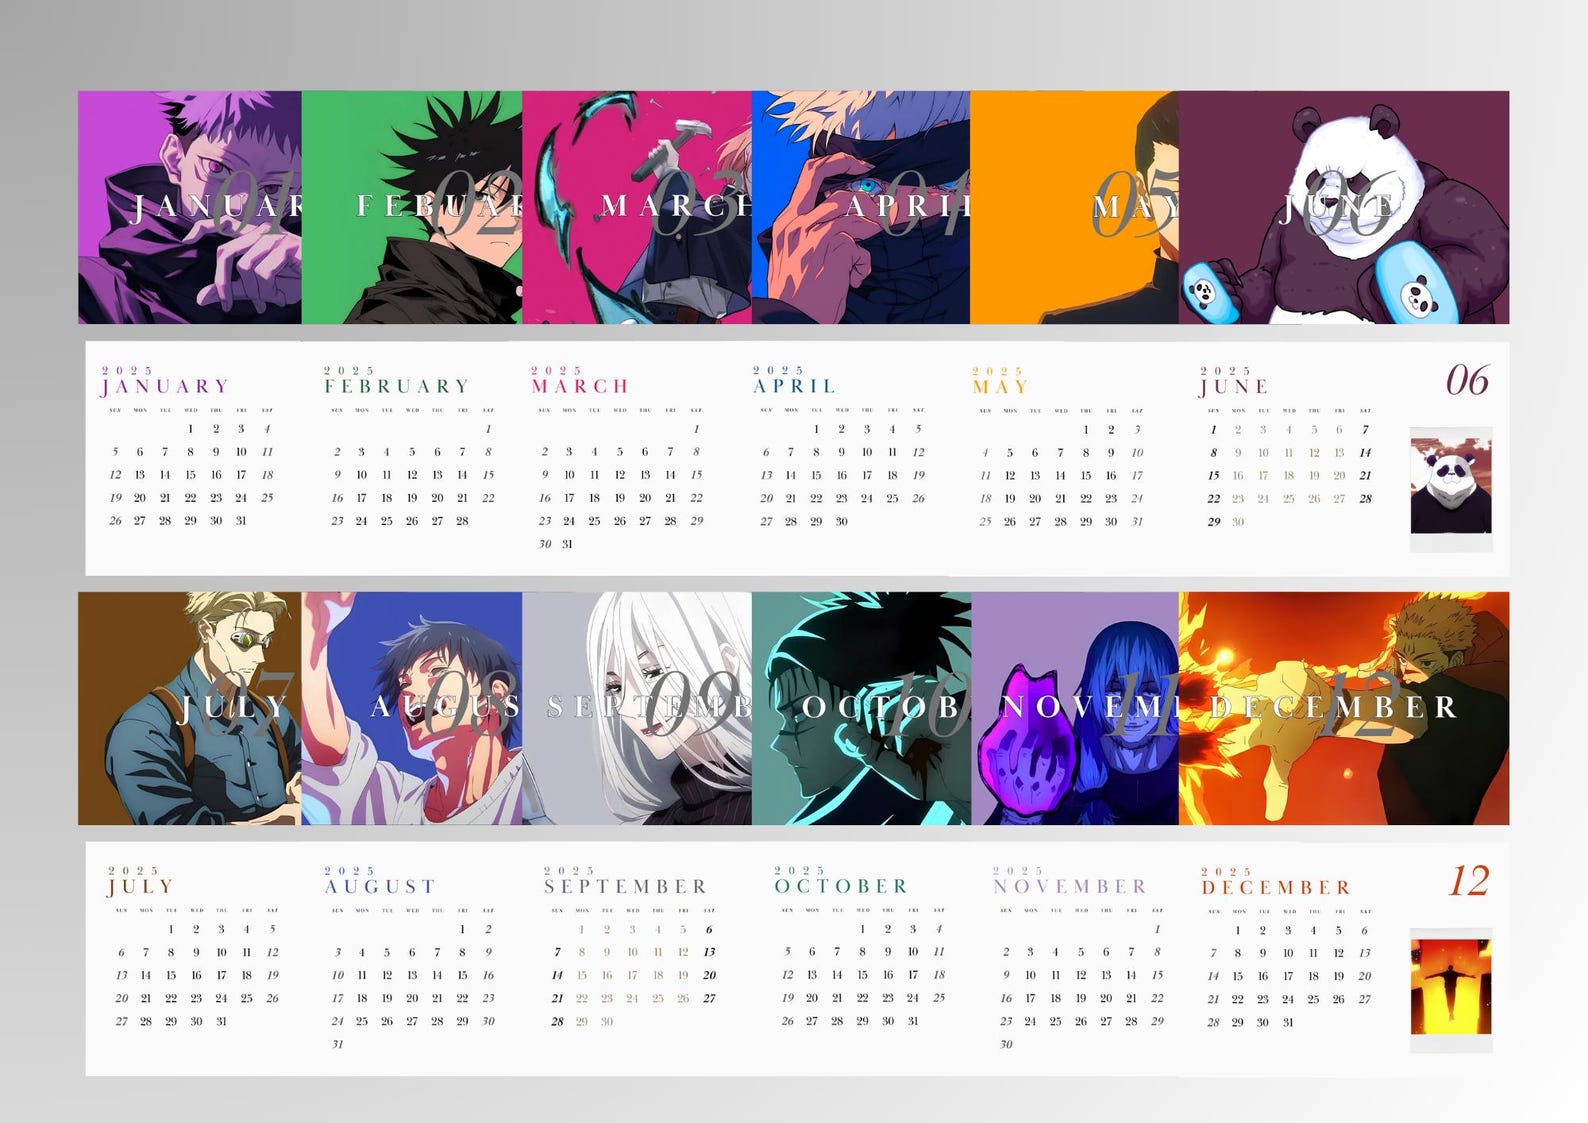 JANUAR 01
FEBUAR 02
MARCH 03
APRI 04
MAY 05
JUNE 06
2025
JANUARY
SUN MON TUE WED THU FRI SAT
1 2 3 4
5 6 7 8 9 10 11
12 13 14 15 16 17 18
19 20 21 22 23 24 25
26 27 28 29 30 31
2025
FEBRUARY
SUN MON TUE WED THU FRI SAT
1
2 3 4 5 6 7 8
9 10 11 12 13 14 15
16 17 18 19 20 21 22
23 24 25 26 27 28
2025
MARCH
SUN MON TUE WED THU FRI SAT
1
2 3 4 5 6 7 8
9 10 11 12 13 14 15
16 17 18 19 20 21 22
23 24 25 26 27 28 29
30 31
2025
APRIL
SUN MON TUE WED THU FRI SAT
1 2 3 4 5
6 7 8 9 10 11 12
13 14 15 16 17 18 19
20 21 22 23 24 25 26
27 28 29 30
2025
MAY
SUN MON TUE WED THU FRI SAT
1 2 3
4 5 6 7 8 9 10
11 12 13 14 15 16 17
18 19 20 21 22 23 24
25 26 27 28 29 30 31
2025
JUNE
SUN MON TUE WED THU FRI SAT
1 2 3 4 5 6 7
8 9 10 11 12 13 14
15 16 17 18 19 20 21
22 23 24 25 26 27 28
29 30
06
JULY 07
AUGUS 08
SEPTEMB 09
OCTOB 10
NOVEM 11
DECEMBER 12
2025
JULY
SUN MON TUE WED THU FRI SAT
1 2 3 4 5
6 7 8 9 10 11 12
13 14 15 16 17 18 19
20 21 22 23 24 25 26
27 28 29 30 31
2025
AUGUST
SUN MON TUE WED THU FRI SAT
1 2
3 4 5 6 7 8 9
10 11 12 13 14 15 16
17 18 19 20 21 22 23
24 25 26 27 28 29 30
31
2025
SEPTEMBER
SUN MON TUE WED THU FRI SAT
1 2 3 4 5 6
7 8 9 10 11 12 13
14 15 16 17 18 19 20
21 22 23 24 25 26 27
28 29 30
2025
OCTOBER
SUN MON TUE WED THU FRI SAT
1 2 3 4
5 6 7 8 9 10 11
12 13 14 15 16 17 18
19 20 21 22 23 24 25
26 27 28 29 30 31
2025
NOVEMBER
SUN MON TUE WED THU FRI SAT
1
2 3 4 5 6 7 8
9 10 11 12 13 14 15
16 17 18 19 20 21 22
23 24 25 26 27 28 29
30
2025
DECEMBER
SUN MON TUE WED THU FRI SAT
1 2 3 4 5 6
7 8 9 10 11 12 13
14 15 16 17 18 19 20
21 22 23 24 25 26 27
28 29 30 31
12